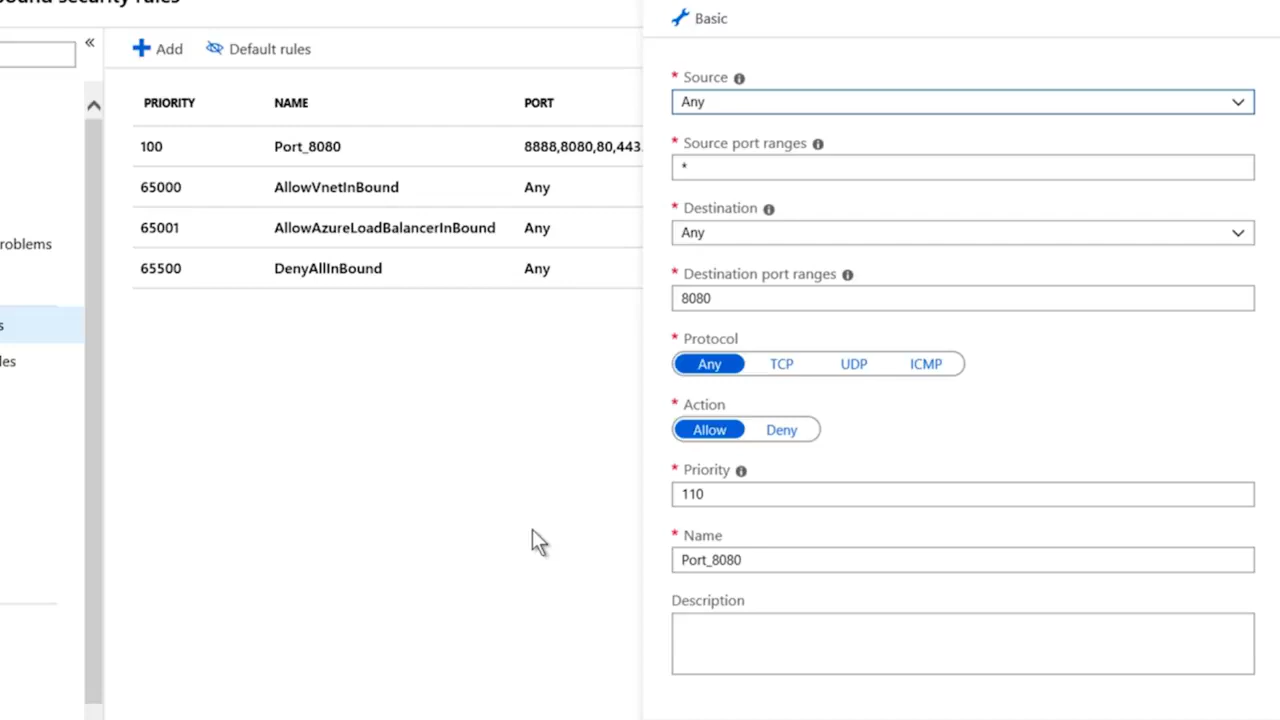 Add
Default rules
PRIORITY NAME PORT
100 Port_8080 8888,8080,80,443
65000 AllowVnetInBound Any
65001 AllowAzureLoadBalancerInBound Any
65500 DenyAllInBound Any
roblems
s
les
Basic
* Source
Any
* Source port ranges
*
* Destination
Any
* Destination port ranges
8080
* Protocol
Any TCP UDP ICMP
* Action
Allow Deny
* Priority
110
* Name
Port_8080
Description